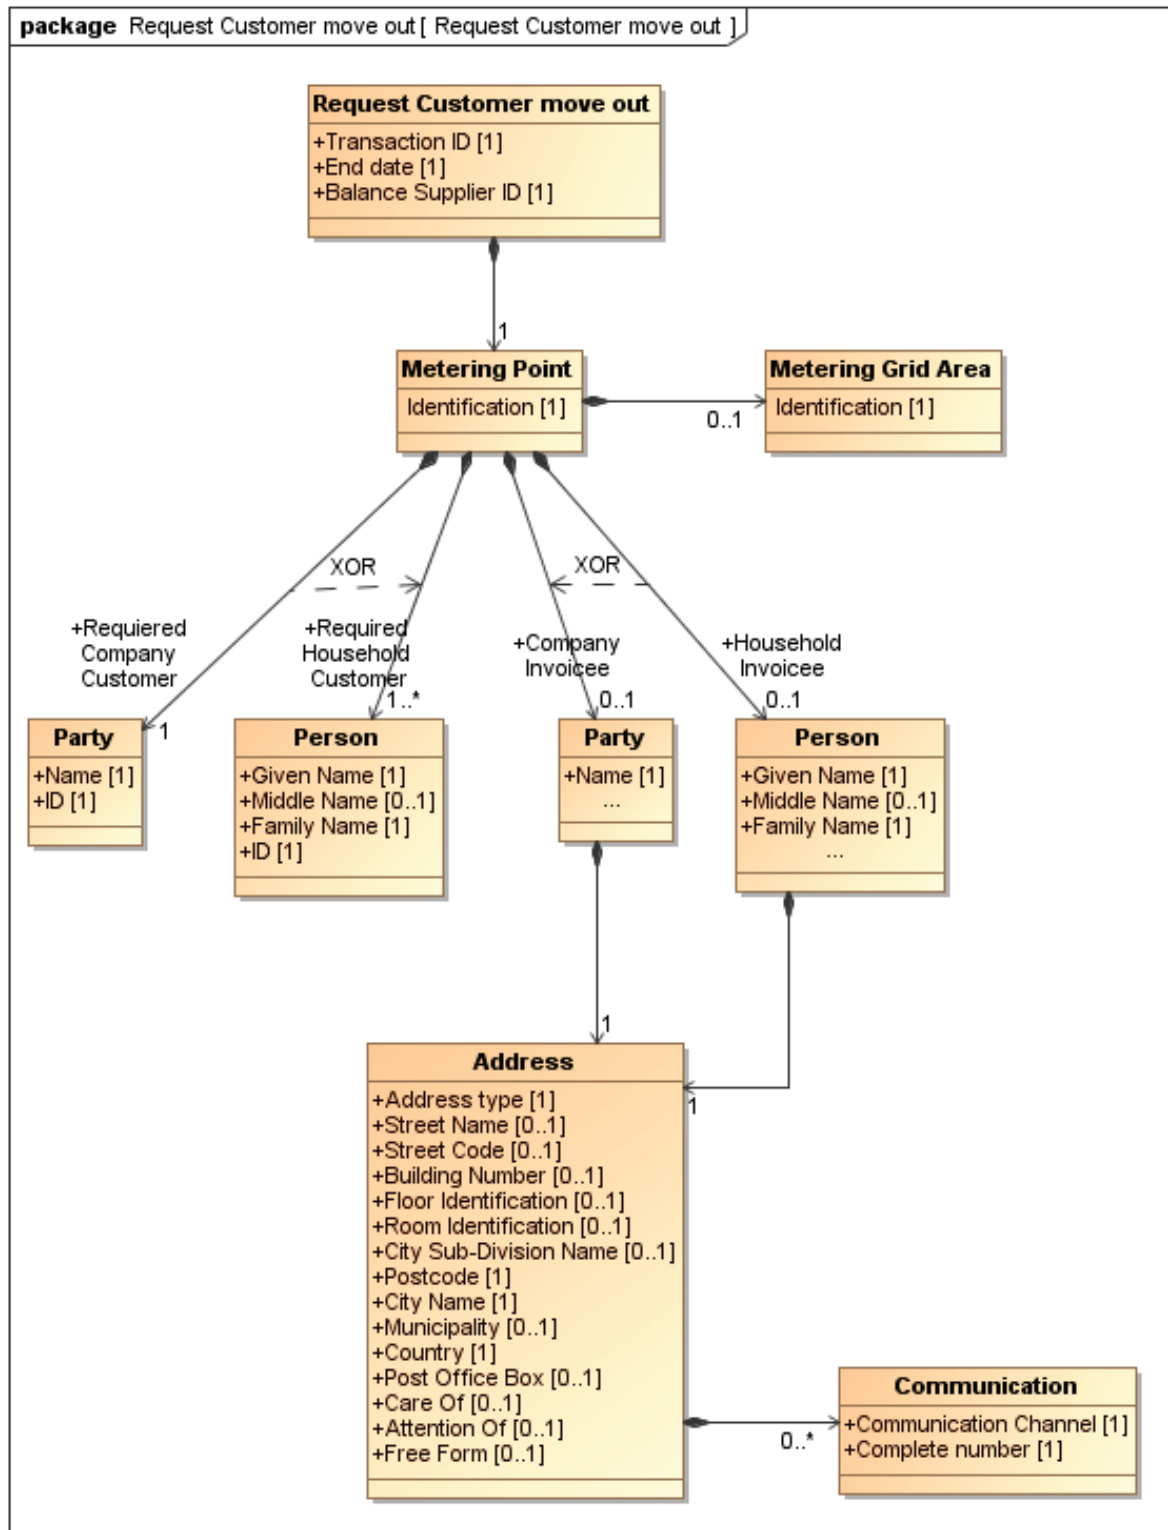 package Request Customer move out [ Request Customer move out ]
Request Customer move out
+Transaction ID [1]
+End date [1]
+Balance Supplier ID [1]
1
Metering Point
Identification [1]
Metering Grid Area
Identification [1]
0..1
XOR
XOR
+Requiered
Company
Customer
1
+Required
Household
Customer
1..*
+Company
Invoicee
0..1
+Household
Invoicee
0..1
Party
+Name [1]
+ID [1]
Person
+Given Name [1]
+Middle Name [0..1]
+Family Name [1]
+ID [1]
Party
+Name [1]
...
Person
+Given Name [1]
+Middle Name [0..1]
+Family Name [1]
...
1
1
Address
+Address type [1]
+Street Name [0..1]
+Street Code [0..1]
+Building Number [0..1]
+Floor Identification [0..1]
+Room Identification [0..1]
+City Sub-Division Name [0..1]
+Postcode [1]
+City Name [1]
+Municipality [0..1]
+Country [1]
+Post Office Box [0..1]
+Care Of [0..1]
+Attention Of [0..1]
+Free Form [0..1]
0..*
Communication
+Communication Channel [1]
+Complete number [1]